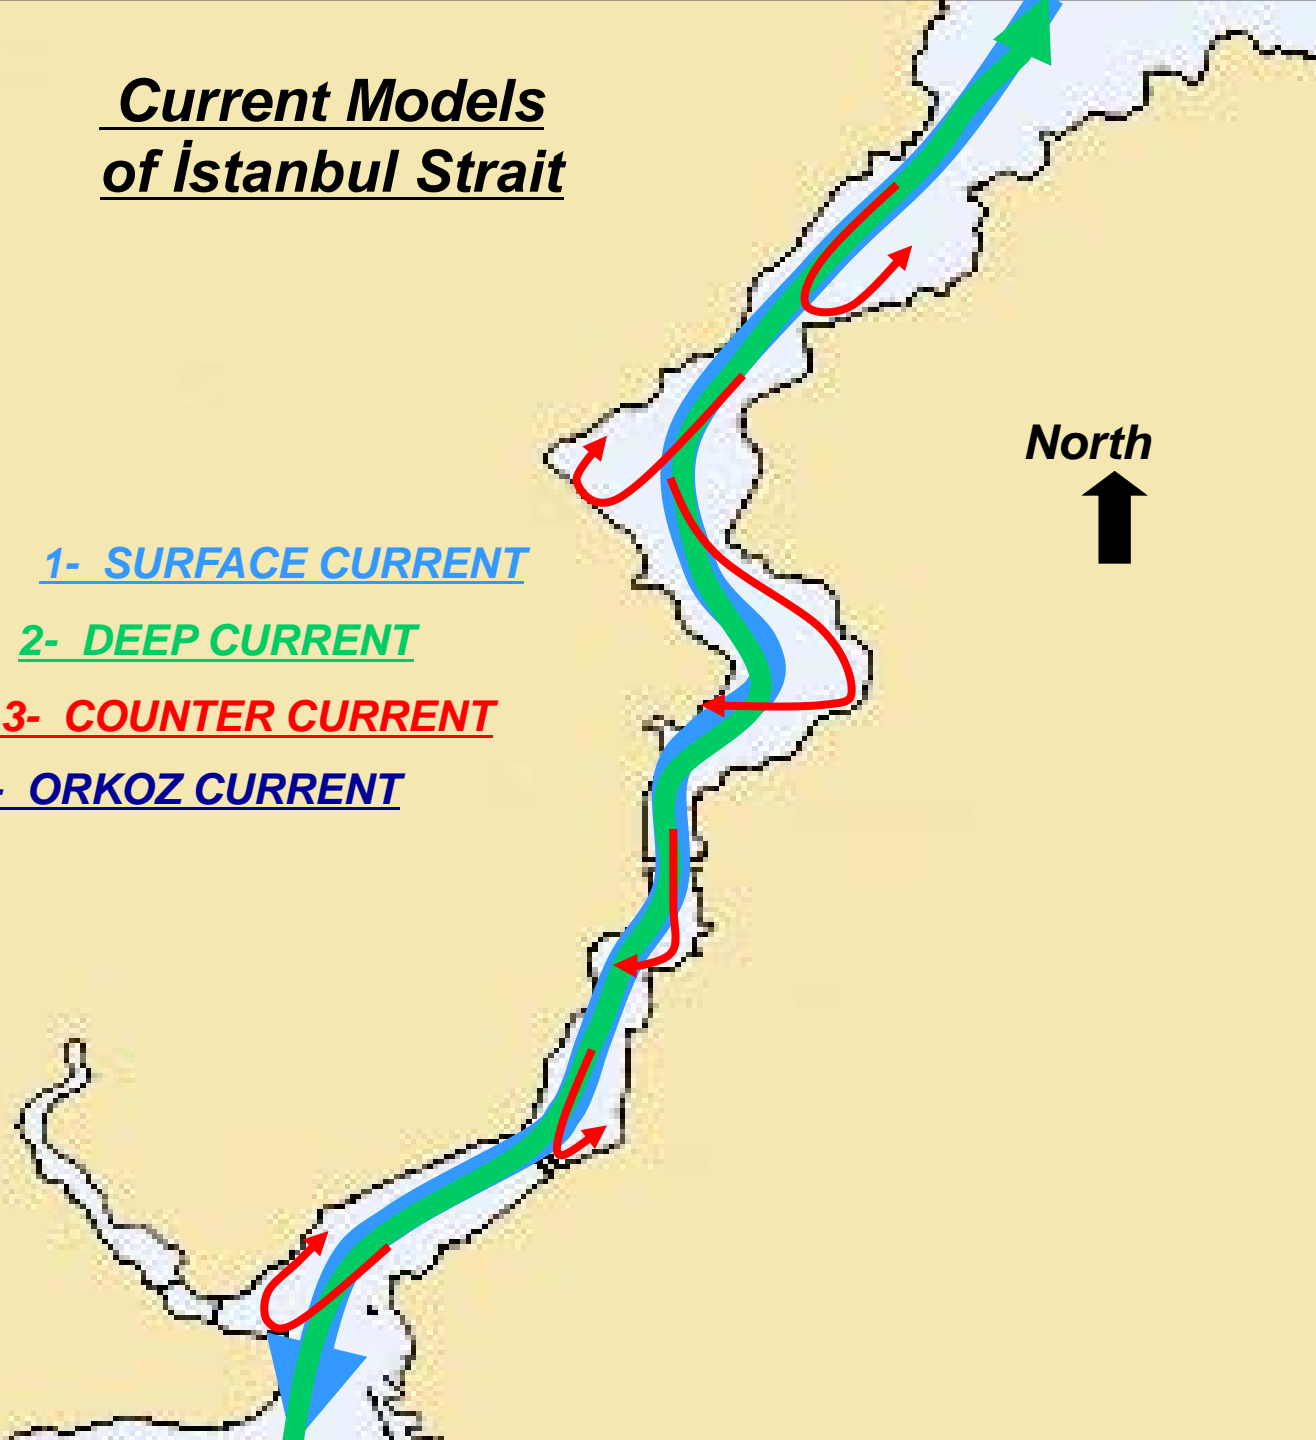 Current Models
of İstanbul Strait
North
1- SURFACE CURRENT
2- DEEP CURRENT
3- COUNTER CURRENT
- ORKOZ CURRENT